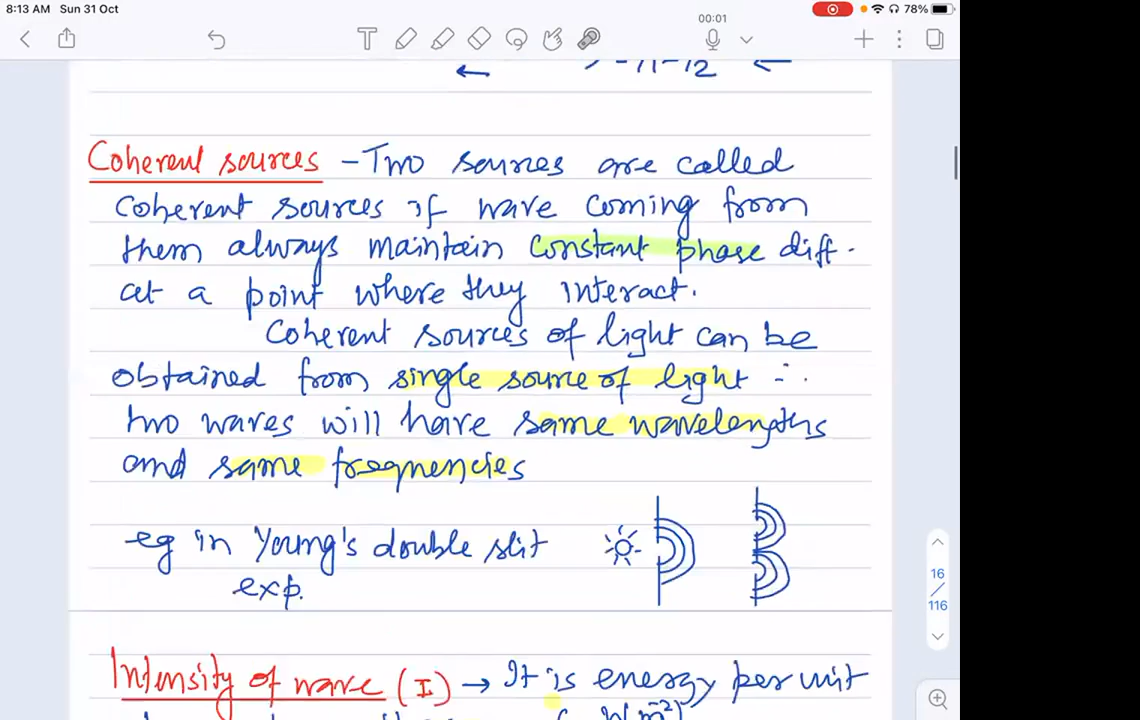 8:13 AM Sun 31 Oct
78%
00:01
T
Coherent sources - Two sources are called
coherent sources if wave coming from
them always maintain constant phase diff.
at a point where they interact.
Coherent sources of light can be
obtained from single source of light ∴
two waves will have same wavelengths
and same frequencies
eg in Young's double slit
exp.
16
/
116
Intensity of wave (I) → It is energy per unit